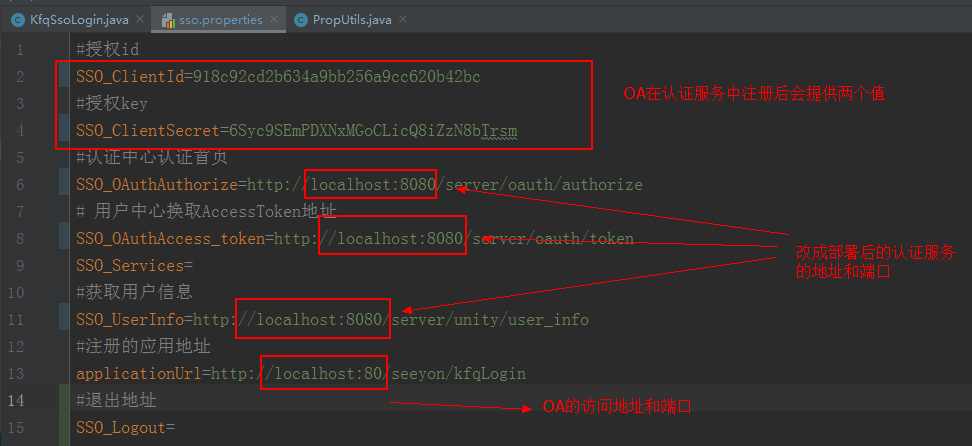 KfqSsoLogin.java
sso.properties
PropUtils.java
1 #授权id
2 SSO_ClientId=918c92cd2b634a9bb256a9cc620b42bc
3 #授权key
4 SSO_ClientSecret=6Syc9SEmPDXNxMGoCLicQ8iZzN8bTrsm
OA在认证服务中注册后会提供两个值
5 #认证中心认证首页
6 SSO_OAuthAuthorize=http://localhost:8080/server/oauth/authorize
7 # 用户中心换取AccessToken地址
8 SSO_OAuthAccess_token=http://localhost:8080/server/oauth/token
9 SSO_Services=
改成部署后的认证服务
的地址和端口
10 #获取用户信息
11 SSO_UserInfo=http://localhost:8080/server/unity/user_info
12 #注册的应用地址
13 applicationUrl=http://localhost:80/seeyon/kfqLogin
14 #退出地址
OA的访问地址和端口
15 SSO_Logout=